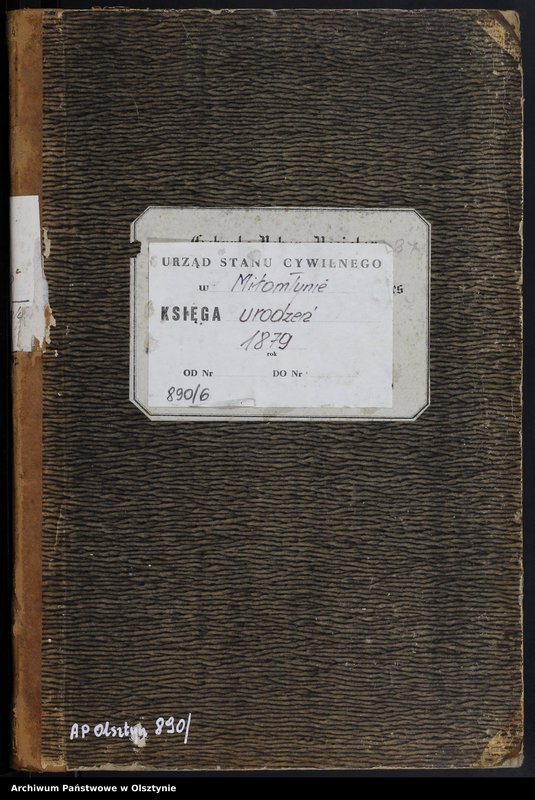 URZĄD STANU CYWILNEGO
w Miłomłynie
KSIĘGA urodzeń
1879
rok
OD Nr DO Nr
890/6
AP Olsztyn 890/
Archiwum Państwowe w Olsztynie